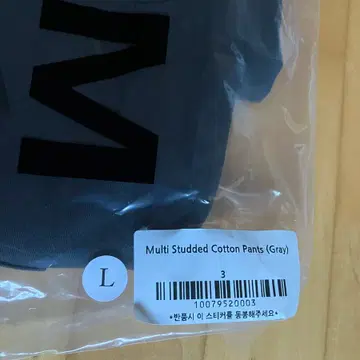 M
L
Multi Studded Cotton Pants (Gray)
3
10079520003
*반품시 이 스티커를 동봉해주세요*